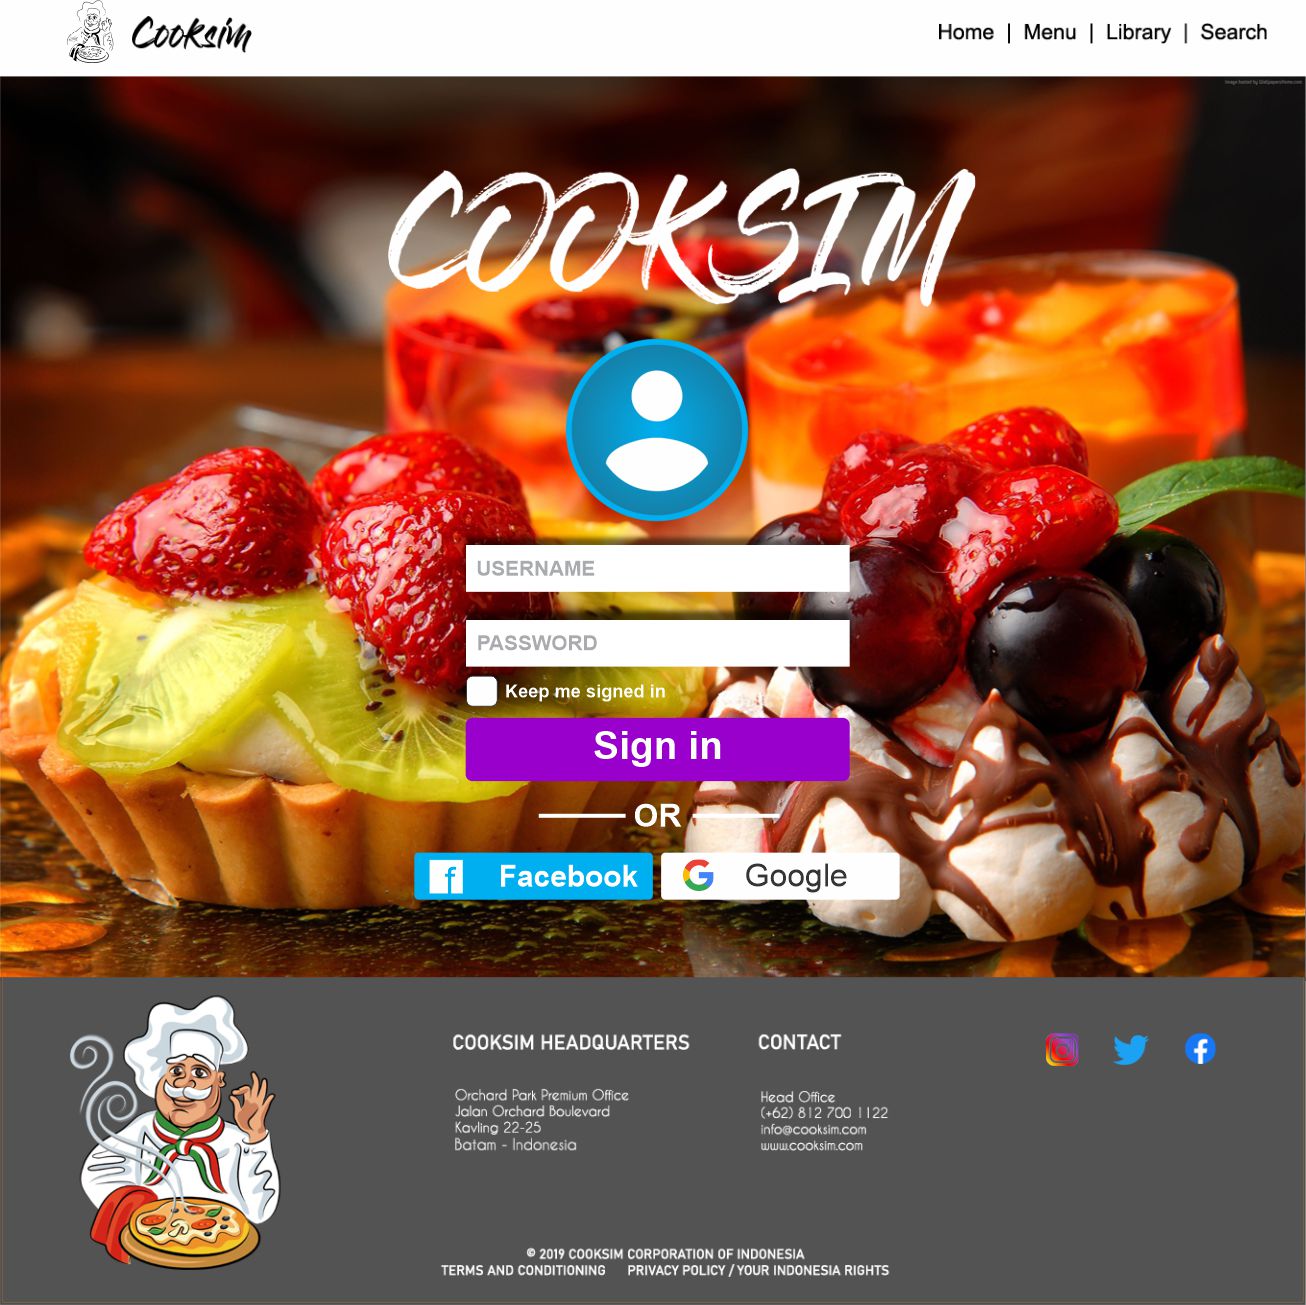 Cooksim
Home | Menu | Library | Search
COOKSIM
USERNAME
PASSWORD
Keep me signed in
Sign in
OR
Facebook
Google
COOKSIM HEADQUARTERS
Orchard Park Premium Office
Jalan Orchard Boulevard
Kavling 22-25
Batam - Indonesia
CONTACT
Head Office
(+62) 812 700 1122
info@cooksim.com
www.cooksim.com
© 2019 COOKSIM CORPORATION OF INDONESIA
TERMS AND CONDITIONING PRIVACY POLICY / YOUR INDONESIA RIGHTS